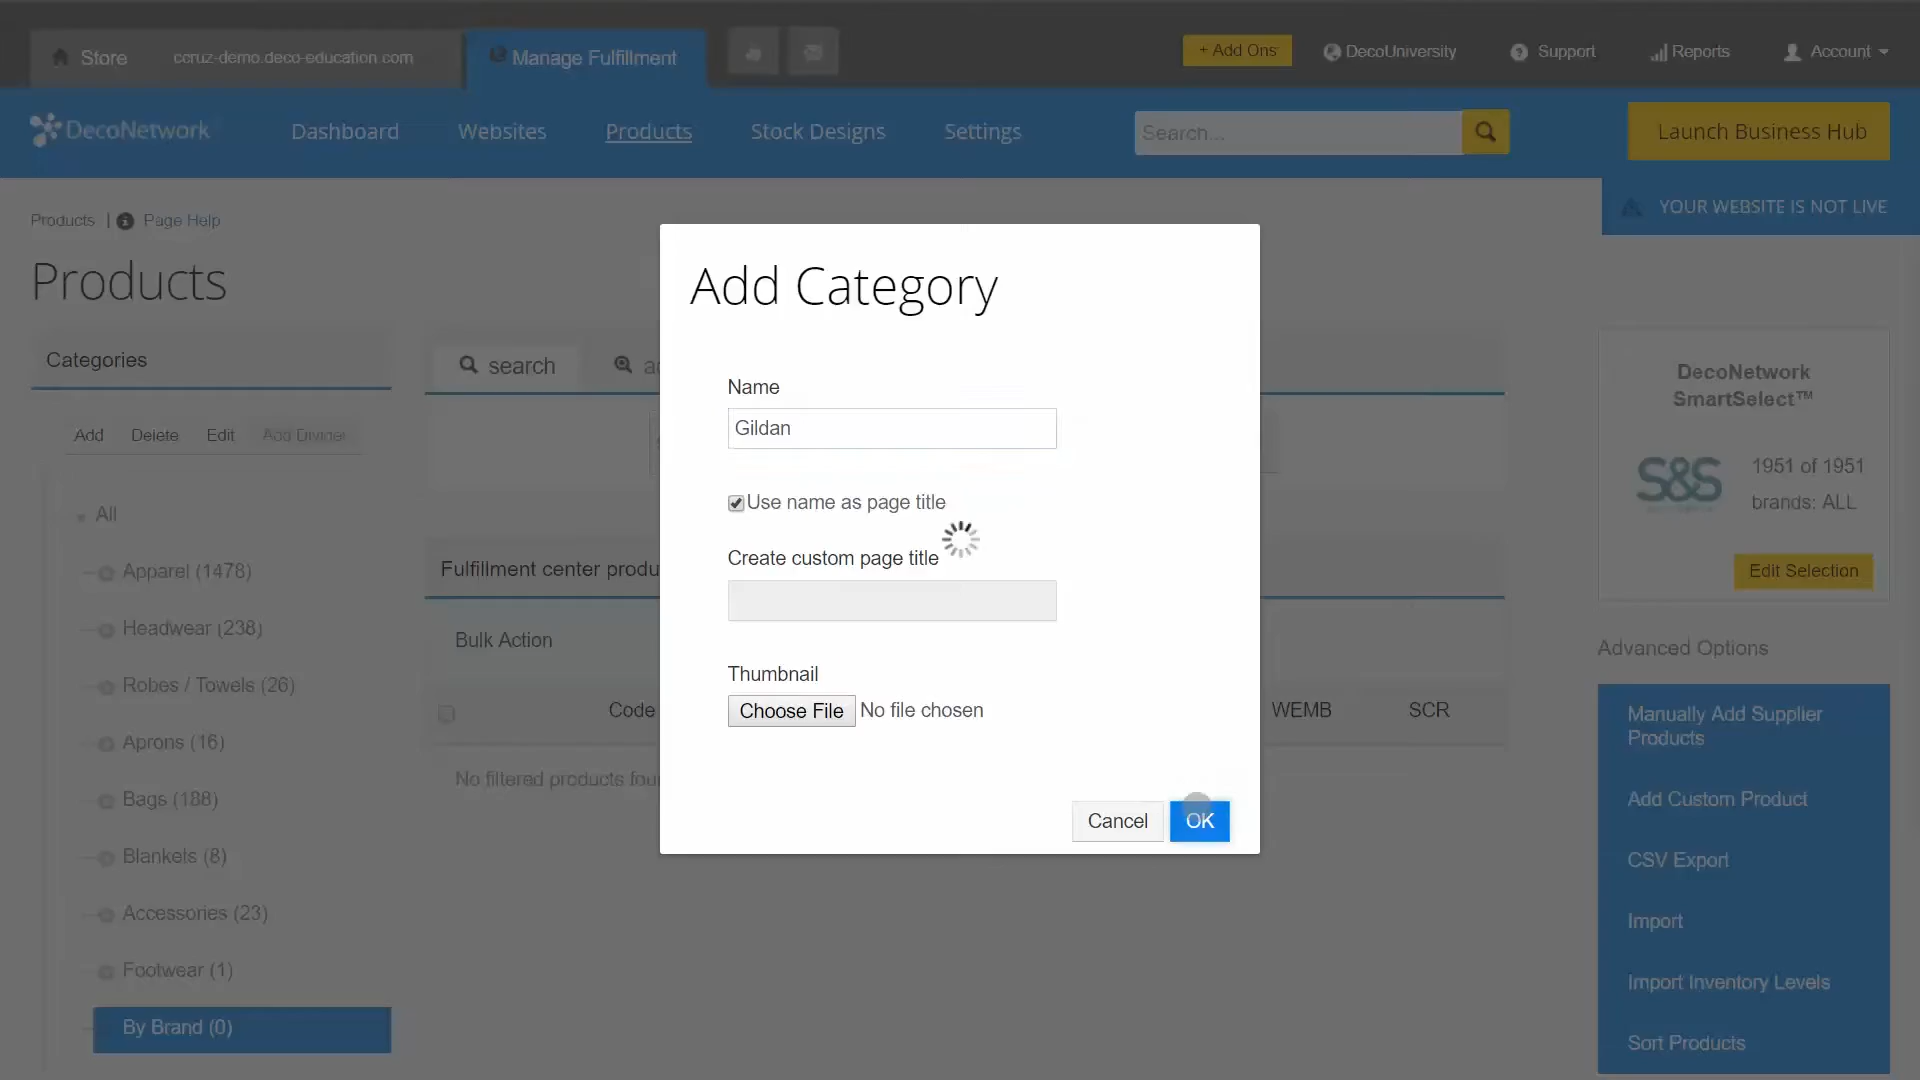 Store
ccruz-demo.deco-education.com
Manage Fulfillment
+ Add Ons
DecoUniversity
Support
Reports
Account
DecoNetwork
Dashboard
Websites
Products
Stock Designs
Settings
Search...
Launch Business Hub
YOUR WEBSITE IS NOT LIVE
Products | Page Help
Products
Categories
Add
Delete
Edit
Add Divider
All
Apparel (1478)
Headwear (238)
Robes / Towels (26)
Aprons (16)
Bags (188)
Blankets (8)
Accessories (23)
Footwear (1)
By Brand (0)
search
Fulfillment center produ
Bulk Action
Code
WEMB
SCR
No filtered products fou
Add Category
Name
Gildan
Use name as page title
Create custom page title
Thumbnail
Choose File No file chosen
Cancel
OK
DecoNetwork
SmartSelect™
S&S
1951 of 1951
brands: ALL
Edit Selection
Advanced Options
Manually Add Supplier
Products
Add Custom Product
CSV Export
Import
Import Inventory Levels
Sort Products